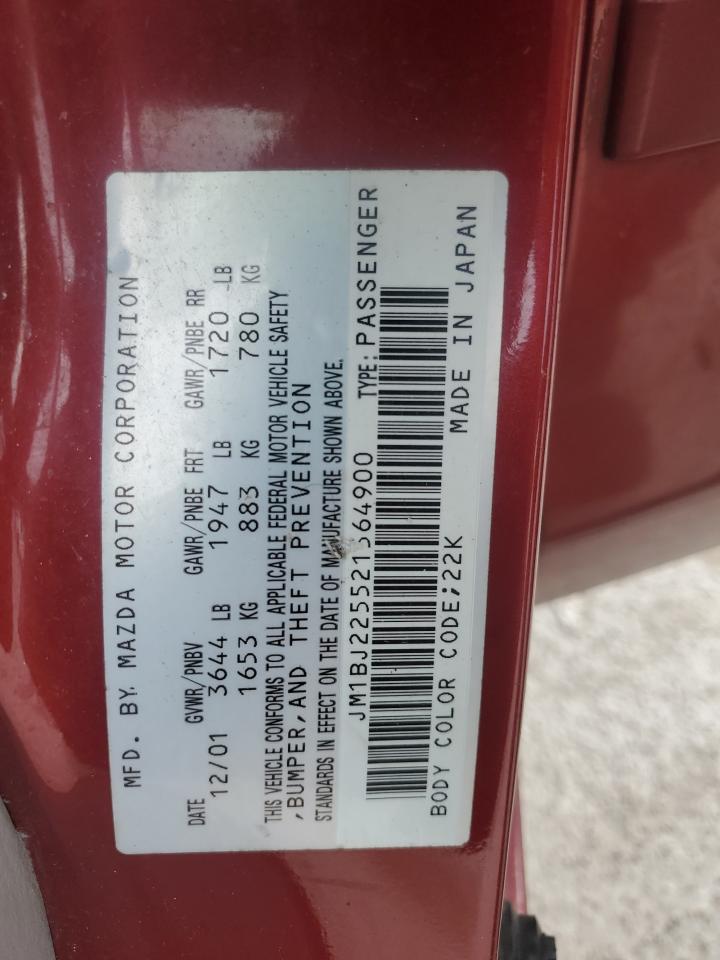 MFD. BY MAZDA MOTOR CORPORATION
DATE GVWR/PNBV GAWR/PNBE FRT GAWR/PNBE RR
12/01 3644 LB 1947 LB 1720 LB
1653 KG 883 KG 780 KG
THIS VEHICLE CONFORMS TO ALL APPLICABLE FEDERAL MOTOR VEHICLE SAFETY
,BUMPER,AND THEFT PREVENTION
STANDARDS IN EFFECT ON THE DATE OF MANUFACTURE SHOWN ABOVE.
JM1BJ225521564900 TYPE: PASSENGER
BODY COLOR CODE;22K MADE IN JAPAN